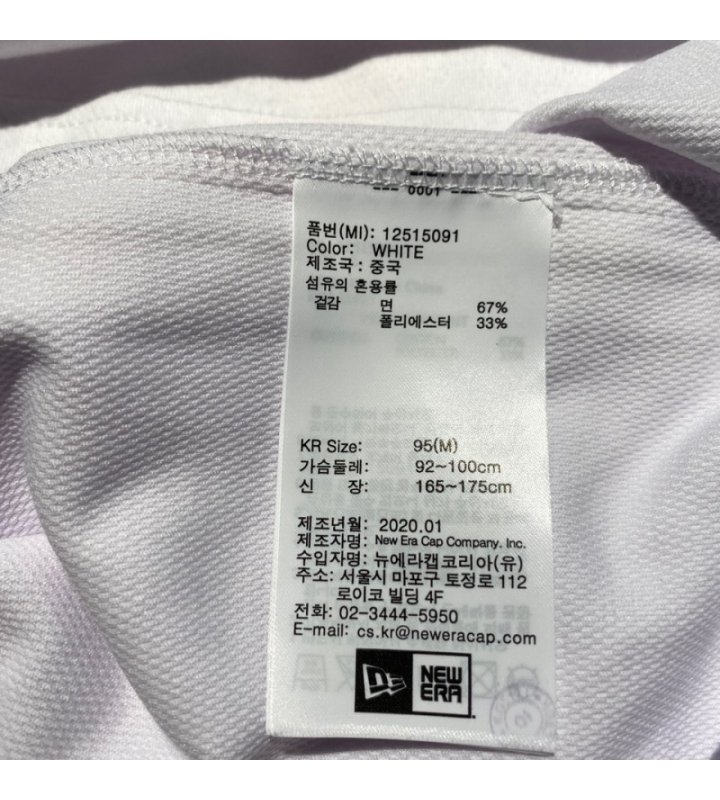 --- 0001 ---
품번(MI): 12515091
Color: WHITE
제조국 : 중국
섬유의 혼용률
겉감 면 67%
폴리에스터 33%
KR Size: 95(M)
가슴둘레: 92~100cm
신 장: 165~175cm
제조년월: 2020.01
제조자명: New Era Cap Company. Inc.
수입자명: 뉴에라캡코리아(유)
주소: 서울시 마포구 토정로 112
로이코 빌딩 4F
전화: 02-3444-5950
E-mail: cs.kr@neweracap.com
NEW
ERA